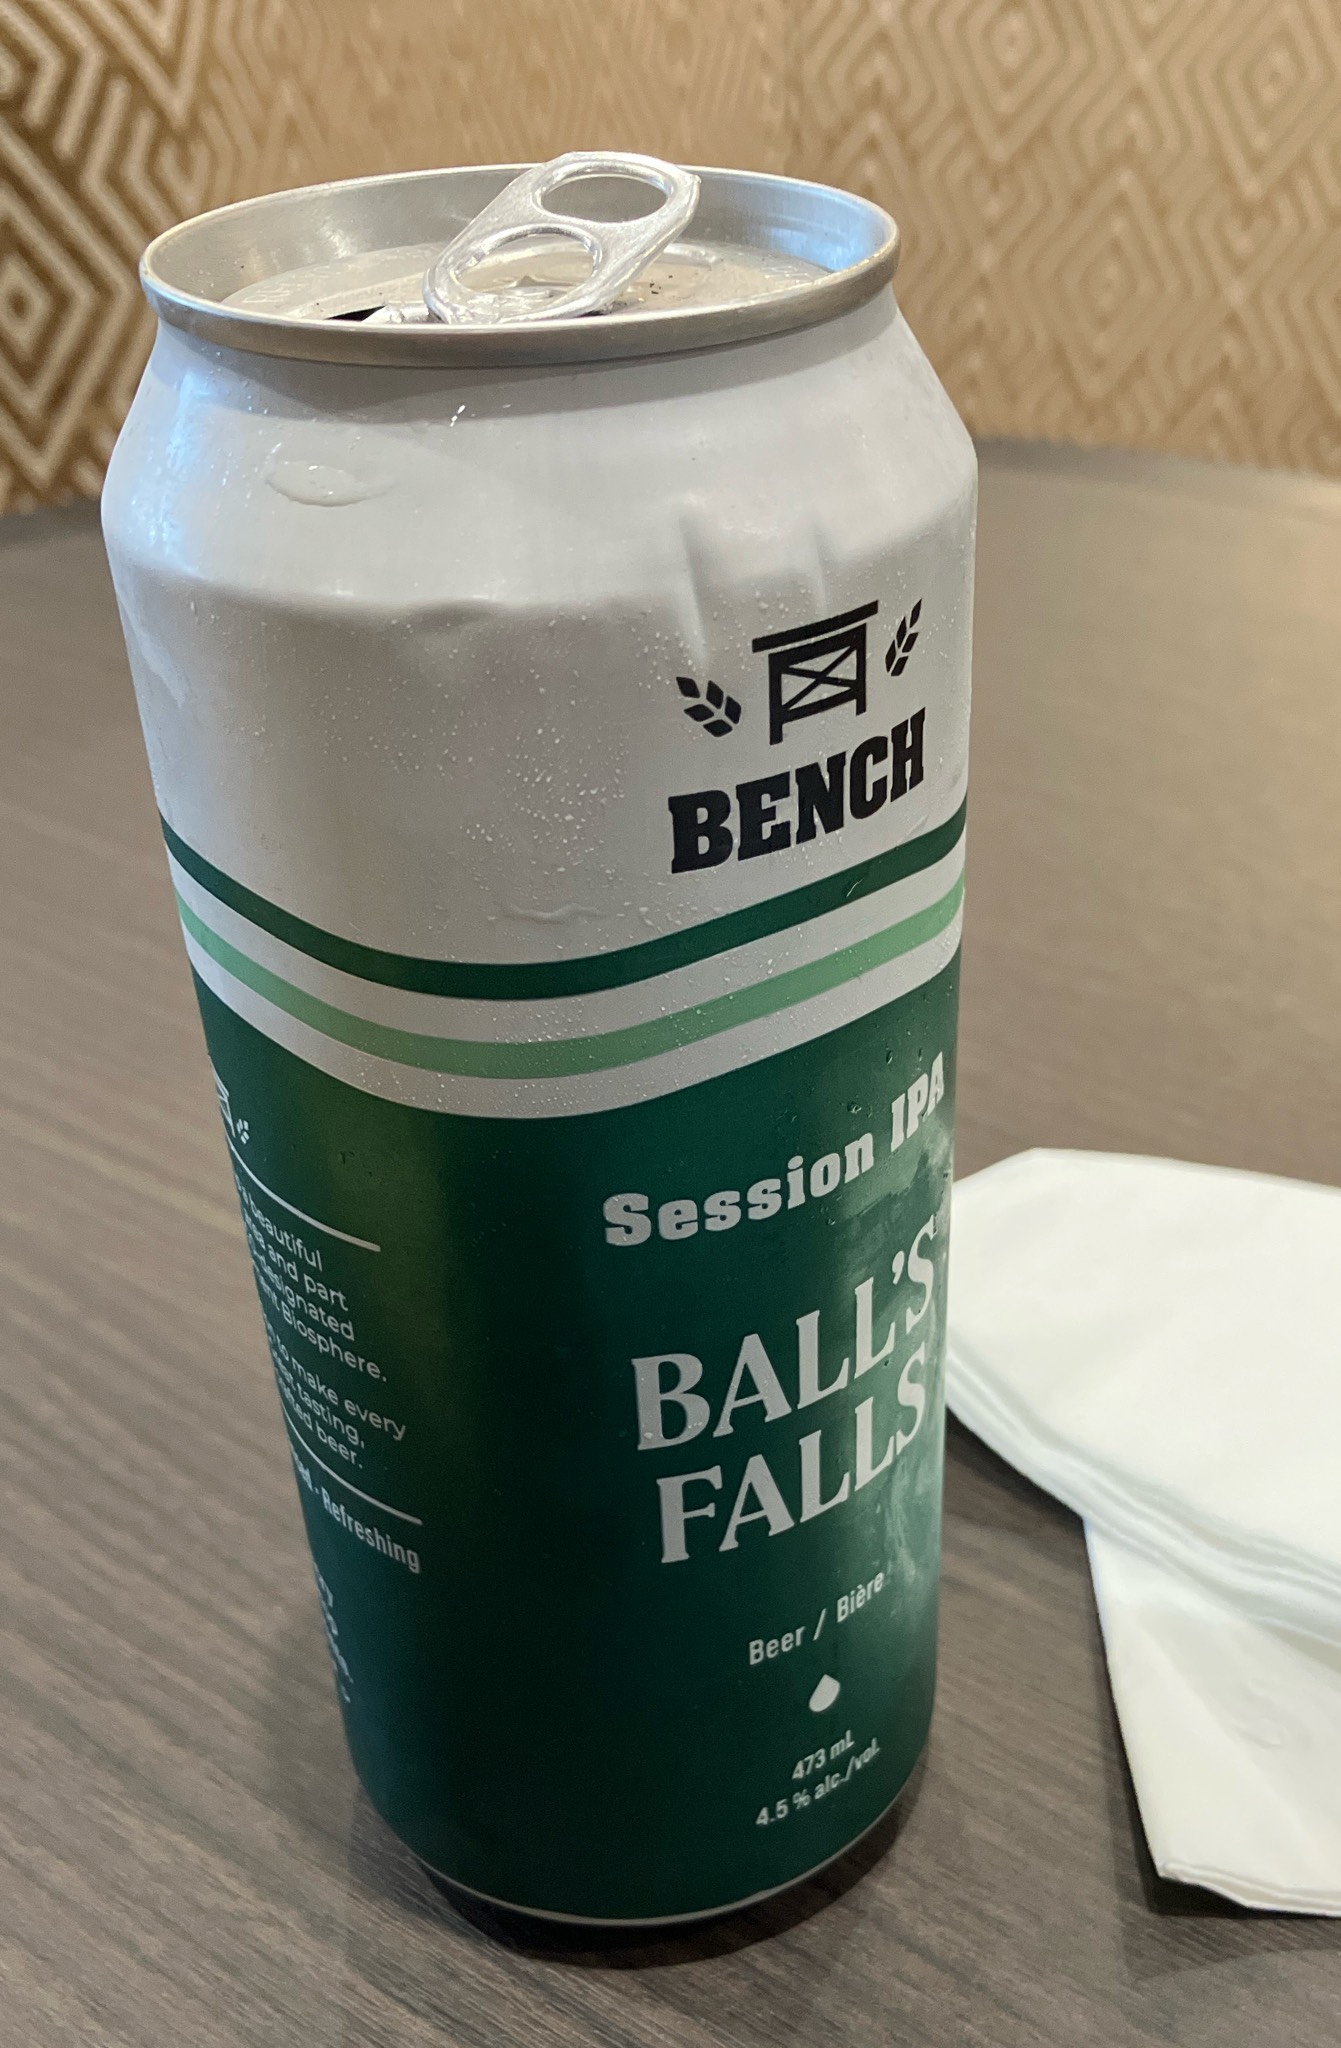 BENCH
Session IPA
BALL'S
FALLS
Beer / Bière
473 mL
4.5 % alc./vol.
a beautiful
and part
designated
Biosphere.
to make every
tasting,
beer.
· Refreshing